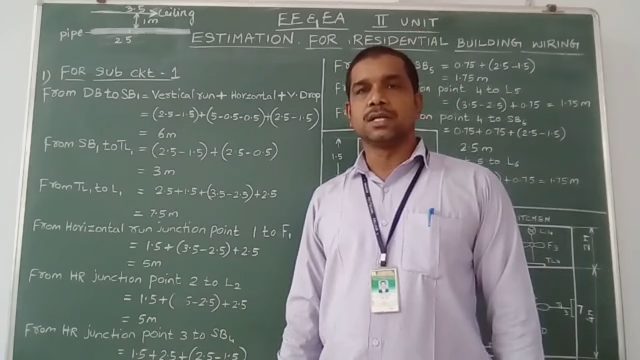 3.5 ceiling
1m
pipe
2.5
EE & EA II UNIT
ESTIMATION FOR RESIDENTIAL BUILDING WIRING
1) FOR Sub CKT - 1
From DB to SB1 = Vertical run + Horizontal + V. Drop
= (2.5-1.5)+(5-0.5-0.5)+(2.5-1.5)
= 6m
From SB1 to TL1 = (2.5-1.5)+(2.5-0.5)
= 3m
From TL1 to L1 = 2.5+1.5+(3.5-2.5)+2.5
= 7.5m
From Horizontal run junction point 1 to F1
= 1.5+(3.5-2.5)+2.5
= 5m
From HR junction point 2 to L2
= 1.5+( 5-2.5)+2.5
= 5m
From HR junction point 3 to SB4
= 1.5+2.5+(2.5-1.5)
SB5 = 0.75+(2.5-1.5)
= 1.75m
point 4 to L5
= (3.5-2.5)+0.75 = 1.75m
point 4 to SB6
= 0.75+0.75+(2.5-1.5)
2.5m
5 to L6
+0.75 = 1.75m
1.5
KITCHEN
L4
F3
TL4